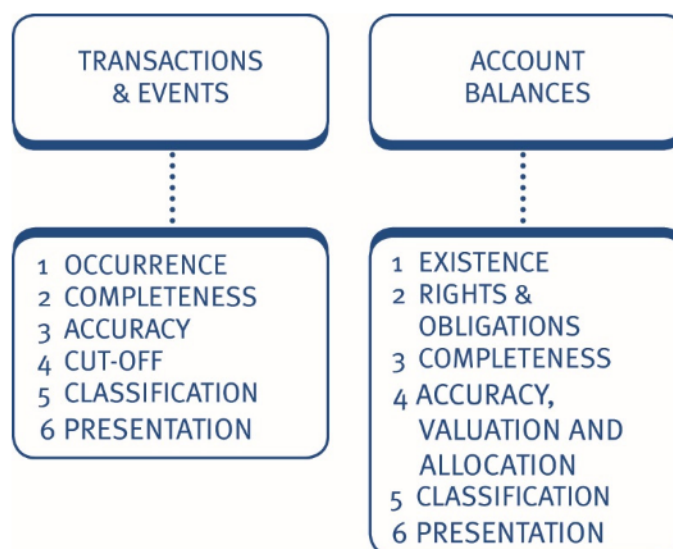 TRANSACTIONS
& EVENTS
1 OCCURRENCE
2 COMPLETENESS
3 ACCURACY
4 CUT-OFF
5 CLASSIFICATION
6 PRESENTATION
ACCOUNT
BALANCES
1 EXISTENCE
2 RIGHTS &
OBLIGATIONS
3 COMPLETENESS
4 ACCURACY,
VALUATION AND
ALLOCATION
5 CLASSIFICATION
6 PRESENTATION